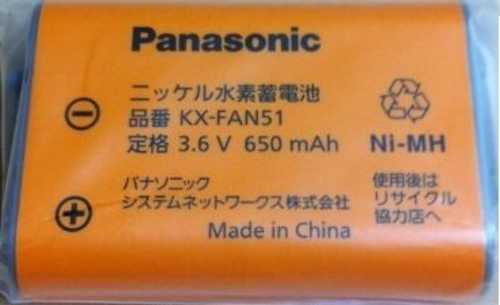 Panasonic
ニッケル水素蓄電池
品番 KX-FAN51
定格 3.6 V 650 mAh
Ni-MH
パナソニック
システムネットワークス株式会社
使用後は
リサイクル
協力店へ
Made in China